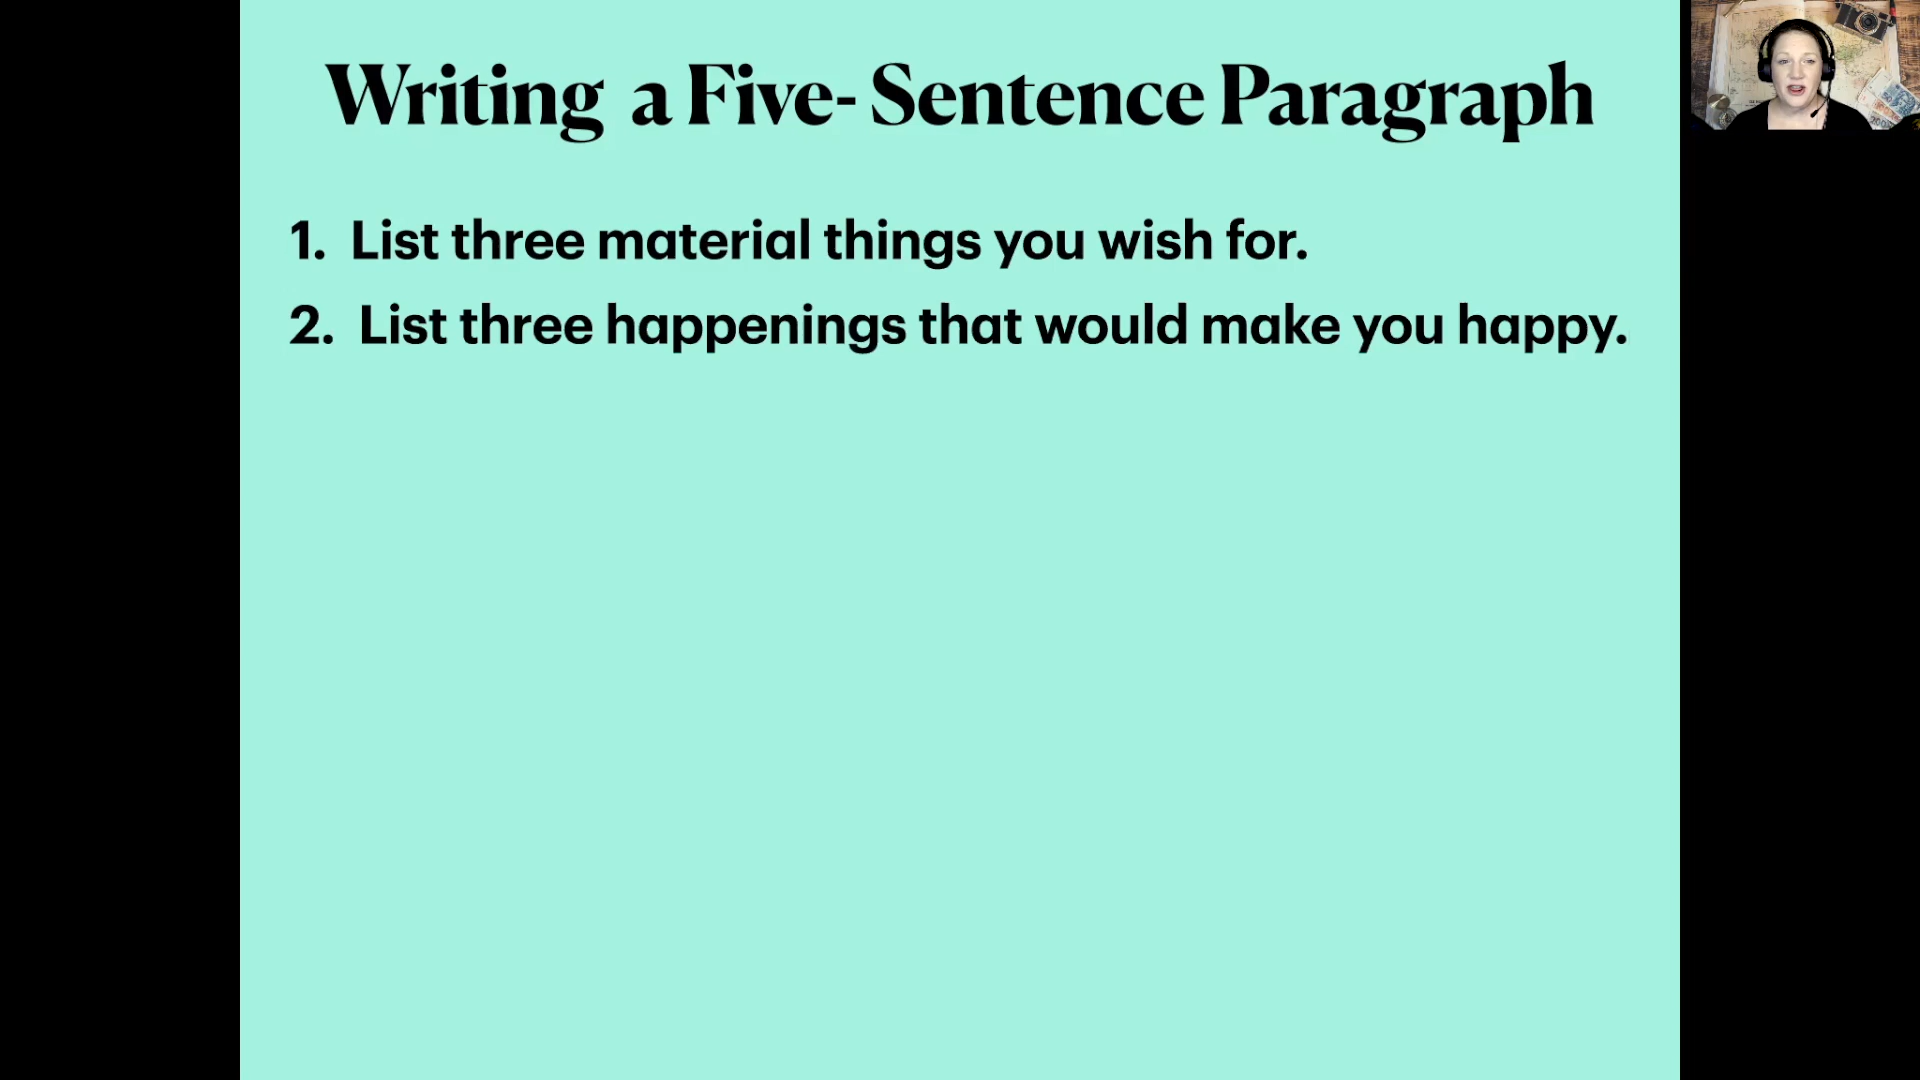 Writing a Five- Sentence Paragraph
1. List three material things you wish for.
2. List three happenings that would make you happy.